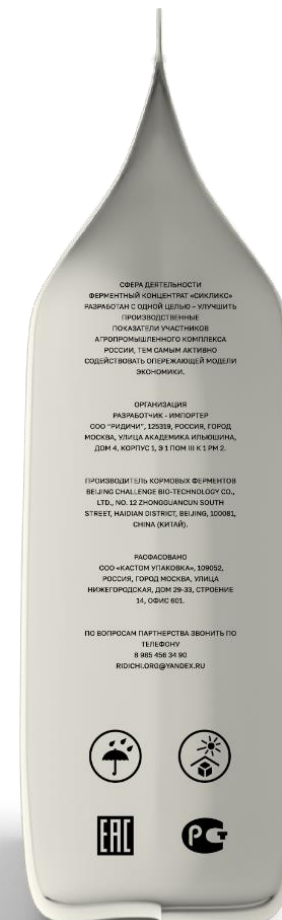 СФЕРА ДЕЯТЕЛЬНОСТИ
ФЕРМЕНТНЫЙ КОНЦЕНТРАТ «СИКЛИКС»
РАЗРАБОТАН С ОДНОЙ ЦЕЛЬЮ – УЛУЧШИТЬ
ПРОИЗВОДСТВЕННЫЕ
ПОКАЗАТЕЛИ УЧАСТНИКОВ
АГРОПРОМЫШЛЕННОГО КОМПЛЕКСА
РОССИИ, ТЕМ САМЫМ АКТИВНО
СОДЕЙСТВОВАТЬ ОПЕРЕЖАЮЩЕЙ МОДЕЛИ
ЭКОНОМИКИ.
ОРГАНИЗАЦИЯ
РАЗРАБОТЧИК - ИМПОРТЕР
ООО "РИДИЧИ", 125319, РОССИЯ, ГОРОД
МОСКВА, УЛИЦА АКАДЕМИКА ИЛЬЮШИНА,
ДОМ 4, КОРПУС 1, Э 1 ПОМ III К 1 РМ 2.
ПРОИЗВОДИТЕЛЬ КОРМОВЫХ ФЕРМЕНТОВ
BEIJING CHALLENGE BIO-TECHNOLOGY CO.,
LTD., NO. 12 ZHONGGUANCUN SOUTH
STREET, HAIDIAN DISTRICT, BEIJING, 100081,
CHINA (КИТАЙ).
РАСФАСОВАНО
ООО «КАСТОМ УПАКОВКА», 109052,
РОССИЯ, ГОРОД МОСКВА, УЛИЦА
НИЖЕГОРОДСКАЯ, ДОМ 29-33, СТРОЕНИЕ
14, ОФИС 601.
ПО ВОПРОСАМ ПАРТНЕРСТВА ЗВОНИТЬ ПО
ТЕЛЕФОНУ
8 985 456 34 90
RIDICHI.ORG@YANDEX.RU
EAC
РСТ